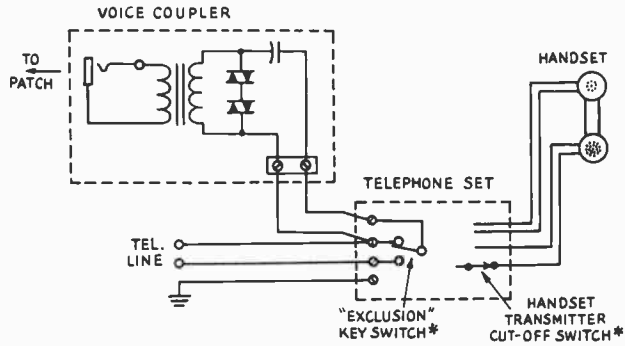 VOICE COUPLER
TO
PATCH
HANDSET
TELEPHONE SET
TEL.
LINE
"EXCLUSION"
KEY SWITCH*
HANDSET
TRANSMITTER
CUT-OFF SWITCH*